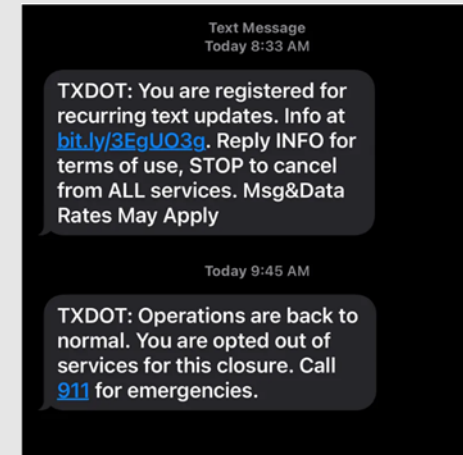 Text Message
Today 8:33 AM
TXDOT: You are registered for
recurring text updates. Info at
bit.ly/3EgUO3g. Reply INFO for
terms of use, STOP to cancel
from ALL services. Msg&Data
Rates May Apply
Today 9:45 AM
TXDOT: Operations are back to
normal. You are opted out of
services for this closure. Call
911 for emergencies.